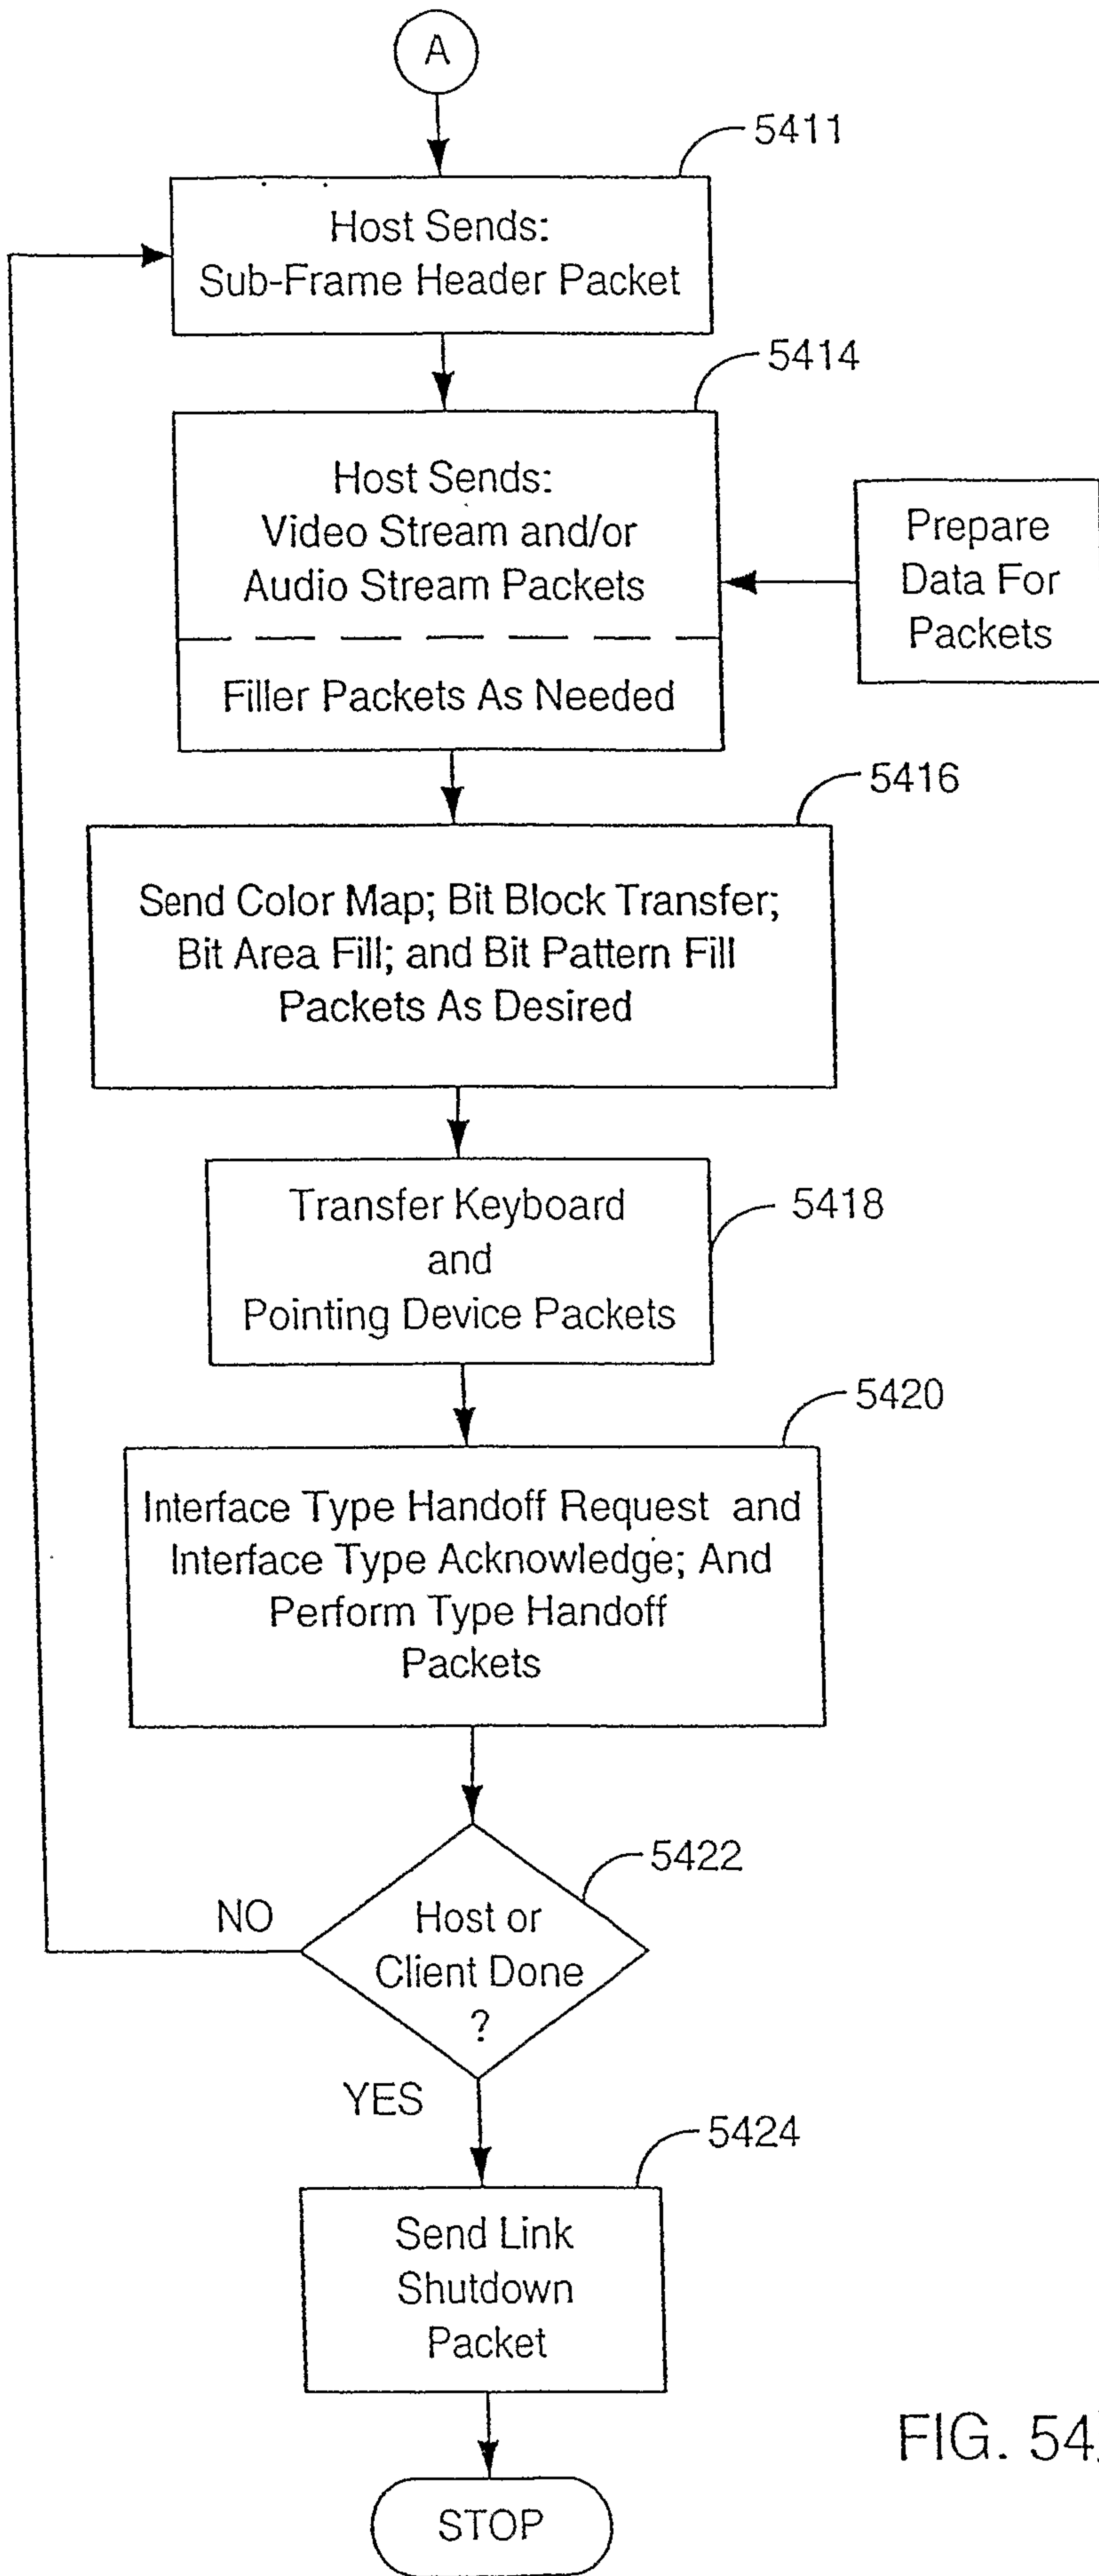 A
5411
Host Sends:
Sub-Frame Header Packet
5414
Host Sends:
Video Stream and/or
Audio Stream Packets
Filler Packets As Needed
Prepare
Data For
Packets
5416
Send Color Map; Bit Block Transfer;
Bit Area Fill; and Bit Pattern Fill
Packets As Desired
Transfer Keyboard
and
Pointing Device Packets
5418
5420
Interface Type Handoff Request and
Interface Type Acknowledge; And
Perform Type Handoff
Packets
5422
NO
Host or
Client Done
?
YES
5424
Send Link
Shutdown
Packet
FIG. 54
STOP